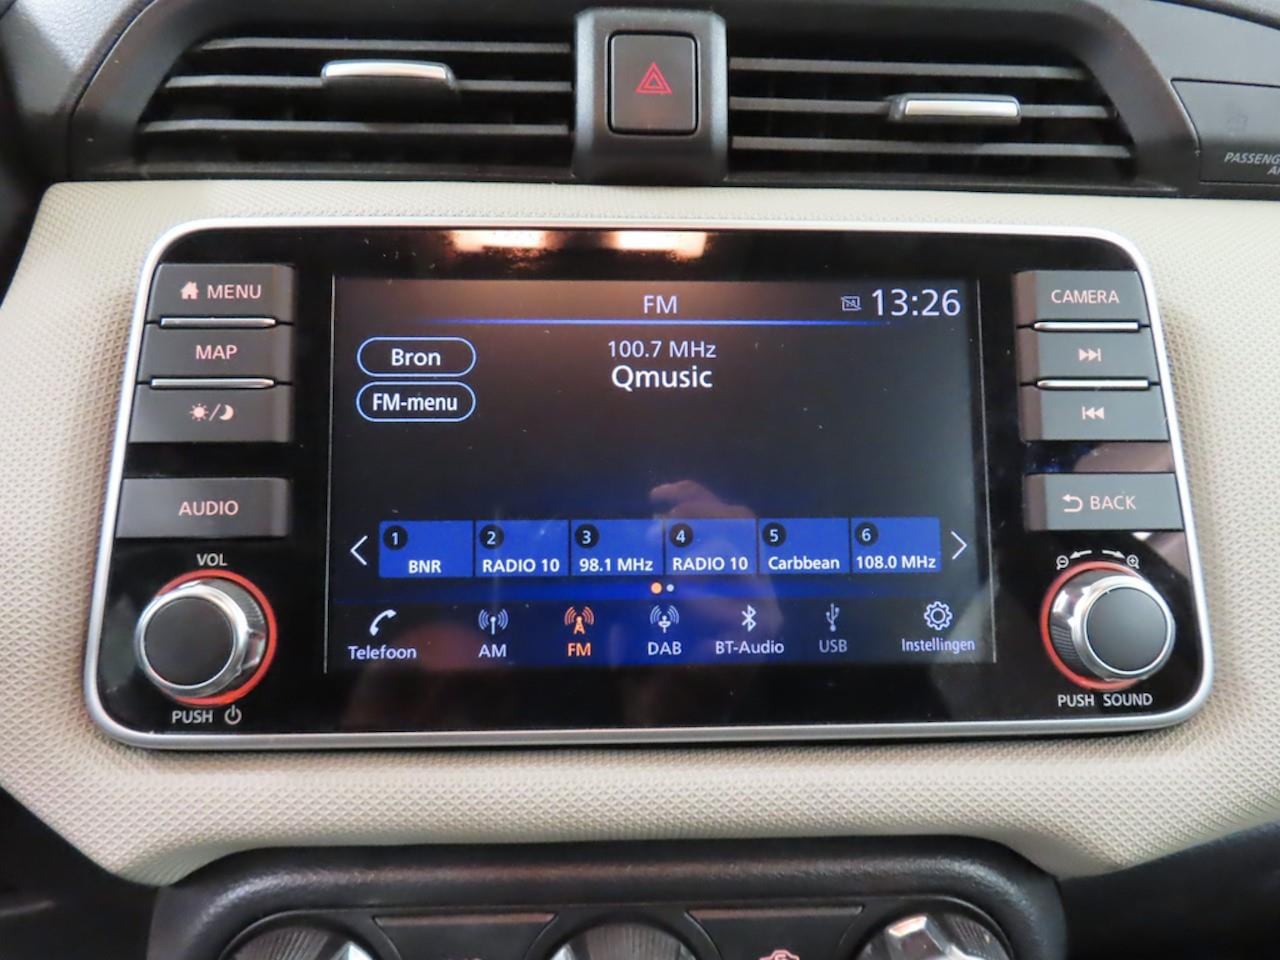 PASSENG
MENU
MAP
AUDIO
VOL
PUSH
FM
13:26
Bron
FM-menu
100.7 MHz
Qmusic
1
BNR
2
RADIO 10
3
98.1 MHz
4
RADIO 10
5
Carbbean
6
108.0 MHz
Telefoon
AM
FM
DAB
BT-Audio
USB
Instellingen
CAMERA
BACK
PUSH SOUND